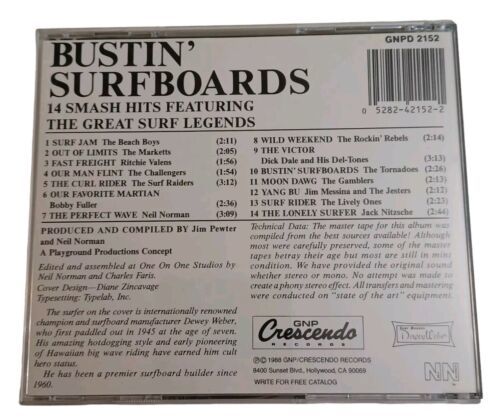 GNPD 2152
BUSTIN'
SURFBOARDS
14 SMASH HITS FEATURING
THE GREAT SURF LEGENDS
0 5282-42152-2
1 SURF JAM The Beach Boys (2:11)
2 OUT OF LIMITS The Marketts (2:05)
3 FAST FREIGHT Ritchie Valens (1:56)
4 OUR MAN FLINT The Challengers (1:54)
5 THE CURL RIDER The Surf Raiders (3:12)
6 OUR FAVORITE MARTIAN
Bobby Fuller (2:36)
7 THE PERFECT WAVE Neil Norman (3:09)
8 WILD WEEKEND The Rockin' Rebels (2:14)
9 THE VICTOR
Dick Dale and His Del-Tones (3:13)
10 BUSTIN' SURFBOARDS The Tornadoes (2:26)
11 MOON DAWG The Gamblers (2:13)
12 YANG BU Jim Messina and The Jesters (2:12)
13 SURF RIDER The Lively Ones (3:23)
14 THE LONELY SURFER Jack Nitzsche (2:44)
PRODUCED AND COMPILED BY Jim Pewter
and Neil Norman
A Playground Productions Concept
Edited and assembled at One On One Studios by
Neil Norman and Charles Faris.
Cover Design—Diane Zincavage
Typesetting: Typelab, Inc.
The surfer on the cover is internationally renowned
champion and surfboard manufacturer Dewey Weber,
who first paddled out in 1945 at the age of seven.
His amazing hotdogging style and early pioneering
of Hawaiian big wave riding have earned him cult
hero status.
He has been a premier surfboard builder since
1960.
Technical Data: The master tape for this album was
compiled from the best sources available! Although
most were carefully preserved, some of the master
tapes betray their age but most are still in mint
condition. We have provided the original sound
whether stereo or mono. No attempt was made to
create a phony stereo effect. All transfers and mastering
were conducted on "state of the art" equipment.
GNP
Crescendo
RECORDS
℗©1988 GNP/CRESCENDO RECORDS
8400 Sunset Blvd., Hollywood, CA 90069
WRITE FOR FREE CATALOG
NN